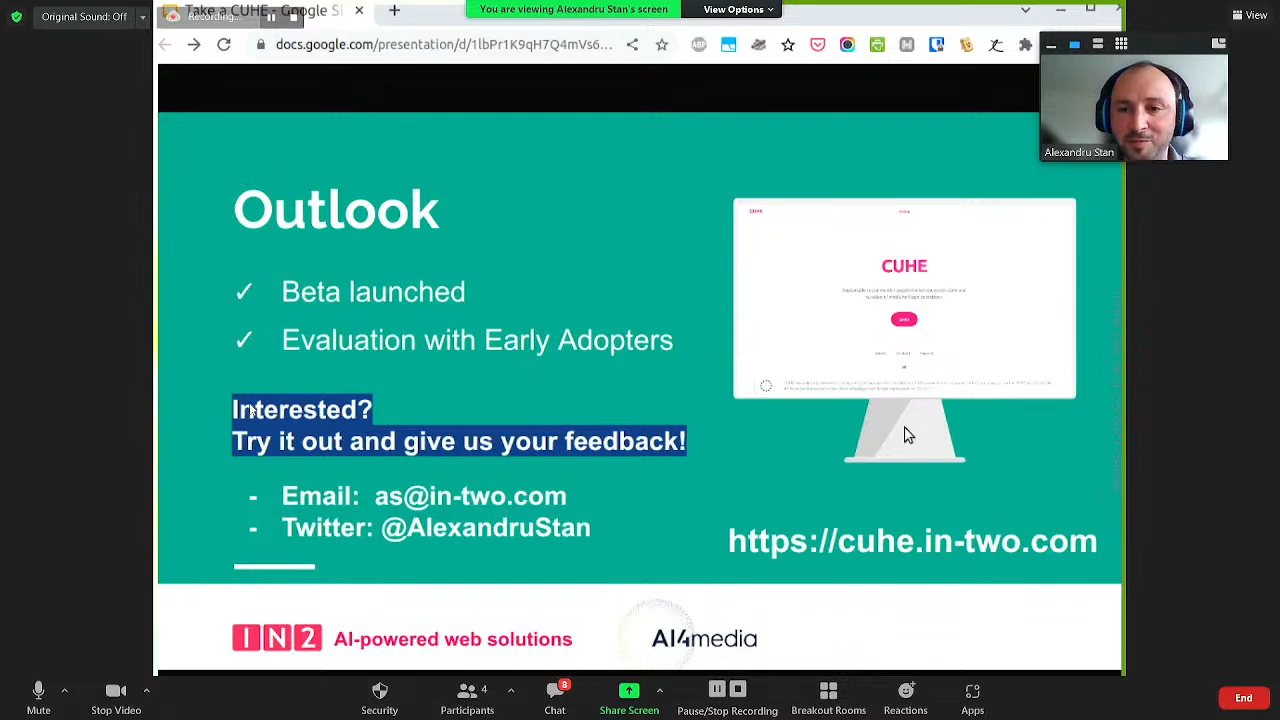 Original Sound: Off
Recording...
Take a CUHE - Google Sl
You are viewing Alexandru Stan's screen
View Options
View
docs.google.com/presentation/d/1lbPr1K9qH7Q4mVs6...
Alexandru Stan
Outlook
✓ Beta launched
✓ Evaluation with Early Adopters
Interested?
Try it out and give us your feedback!
- Email: as@in-two.com
- Twitter: @AlexandruStan
CUHE
CUHE
https://cuhe.in-two.com
IN2 AI-powered web solutions
AI4media
Mute
Stop Video
Security
Participants
8
Chat
Share Screen
Pause/Stop Recording
Breakout Rooms
Reactions
Apps
End